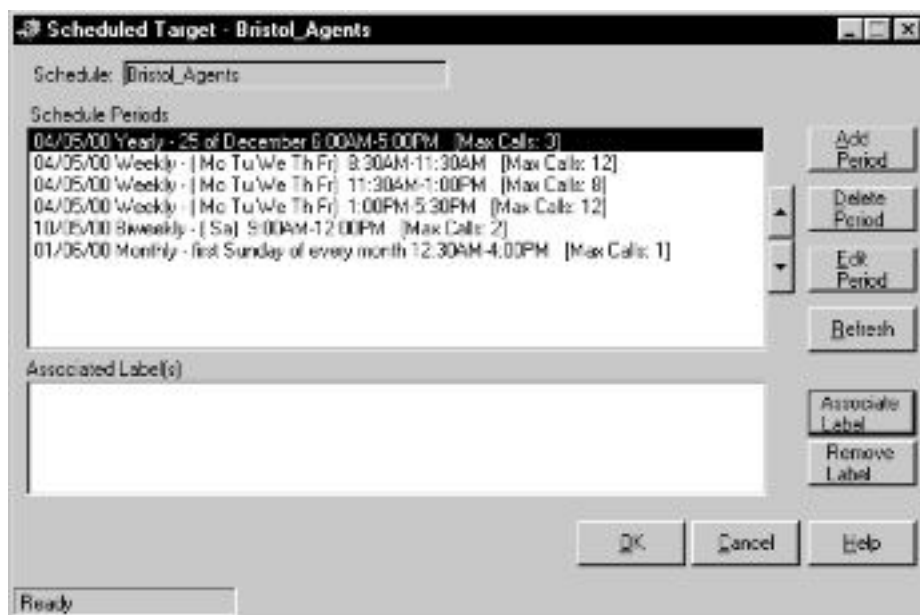 Scheduled Target - Bristol_Agents
Schedule: Bristol_Agents
Schedule Periods
04/05/00 Yearly - 25 of December 6:00AM-5:00PM [Max Calls: 3]
04/05/00 Weekly - ( Mo Tu We Th Fr) 8:30AM-11:30AM [Max Calls: 12]
04/05/00 Weekly - ( Mo Tu We Th Fr) 11:30AM-1:00PM [Max Calls: 8]
04/05/00 Weekly - ( Mo Tu We Th Fr) 1:00PM-5:30PM [Max Calls: 12]
10/05/00 Biweekly - ( Sa) 9:00AM-12:00PM [Max Calls: 2]
01/06/00 Monthly - first Sunday of every month 12:30AM-4:00PM [Max Calls: 1]
Add
Period
Delete
Period
Edit
Period
Refresh
Associated Label(s)
Associate
Label
Remove
Label
OK
Cancel
Help
Ready